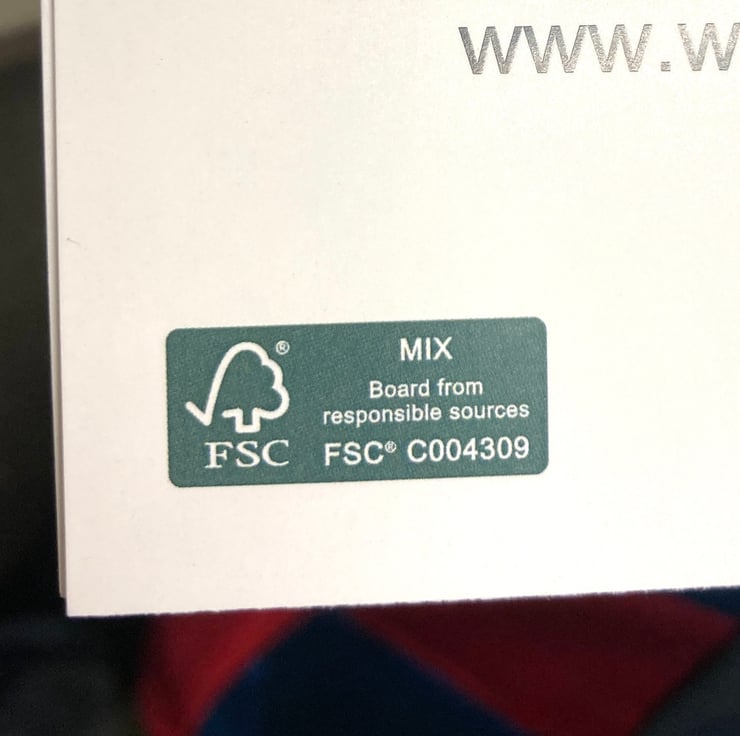 www.w
®
MIX
Board from
responsible sources
FSC
FSC® C004309